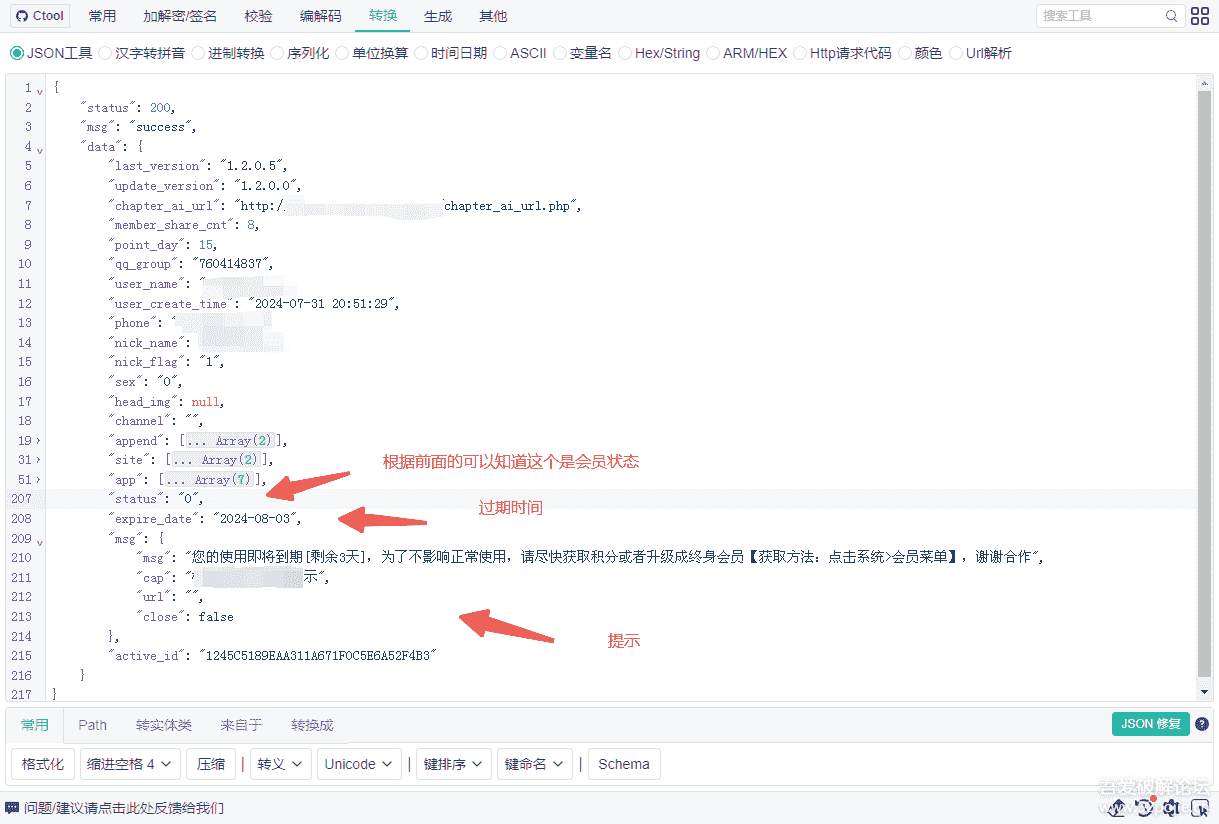 Ctool 常用 加解密/签名 校验 编解码 转换 生成 其他 搜索工具
JSON工具 汉字转拼音 进制转换 序列化 单位换算 时间日期 ASCII 变量名 Hex/String ARM/HEX Http请求代码 颜色 Url解析
1 {
2 "status": 200,
3 "msg": "success",
4 "data": {
5 "last_version": "1.2.0.5",
6 "update_version": "1.2.0.0",
7 "chapter_ai_url": "http:/ chapter_ai_url.php",
8 "member_share_cnt": 8,
9 "point_day": 15,
10 "qq_group": "760414837",
11 "user_name": "
12 "user_create_time": "2024-07-31 20:51:29",
13 "phone": "
14 "nick_name":
15 "nick_flag": "1",
16 "sex": "0",
17 "head_img": null,
18 "channel": "",
19 "append": [... Array(2)],
31 "site": [... Array(2)],
根据前面的可以知道这个是会员状态
51 "app": [... Array(7)],
207 "status": "0",
过期时间
208 "expire_date": "2024-08-03",
209 "msg": {
210 "msg": "您的使用即将到期[剩余3天]，为了不影响正常使用，请尽快获取积分或者升级成终身会员【获取方法：点击系统>会员菜单】，谢谢合作",
211 "cap": " 示",
212 "url": "",
213 "close": false
214 },
提示
215 "active_id": "1245C5189EAA311A671F0C5E6A52F4B3"
216 }
217 }
常用 Path 转实体类 来自于 转换成 JSON 修复
格式化 缩进空格 4 压缩 | 转义 Unicode | 键排序 键命名 | Schema
问题/建议请点击此处反馈给我们
吾爱破解论坛